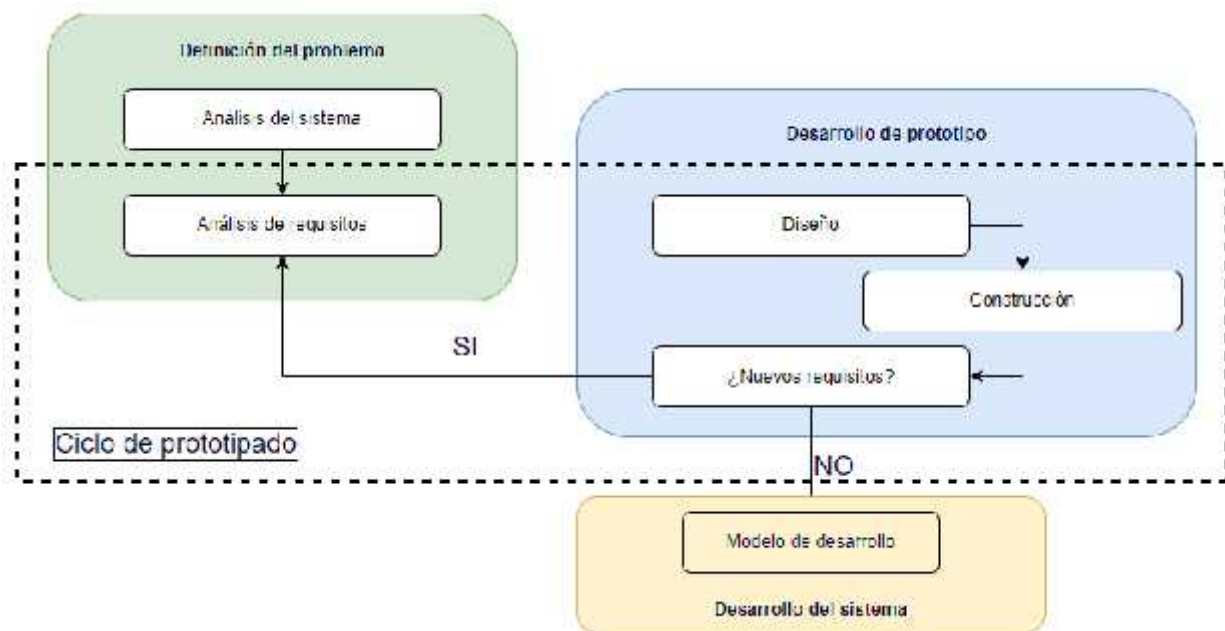 Definición del problema
Análisis del sistema
Análisis de requisitos
Desarrollo de prototipo
Diseño
Construcción
¿Nuevos requisitos?
SI
Ciclo de prototipado
NO
Modelo de desarrollo
Desarrollo del sistema